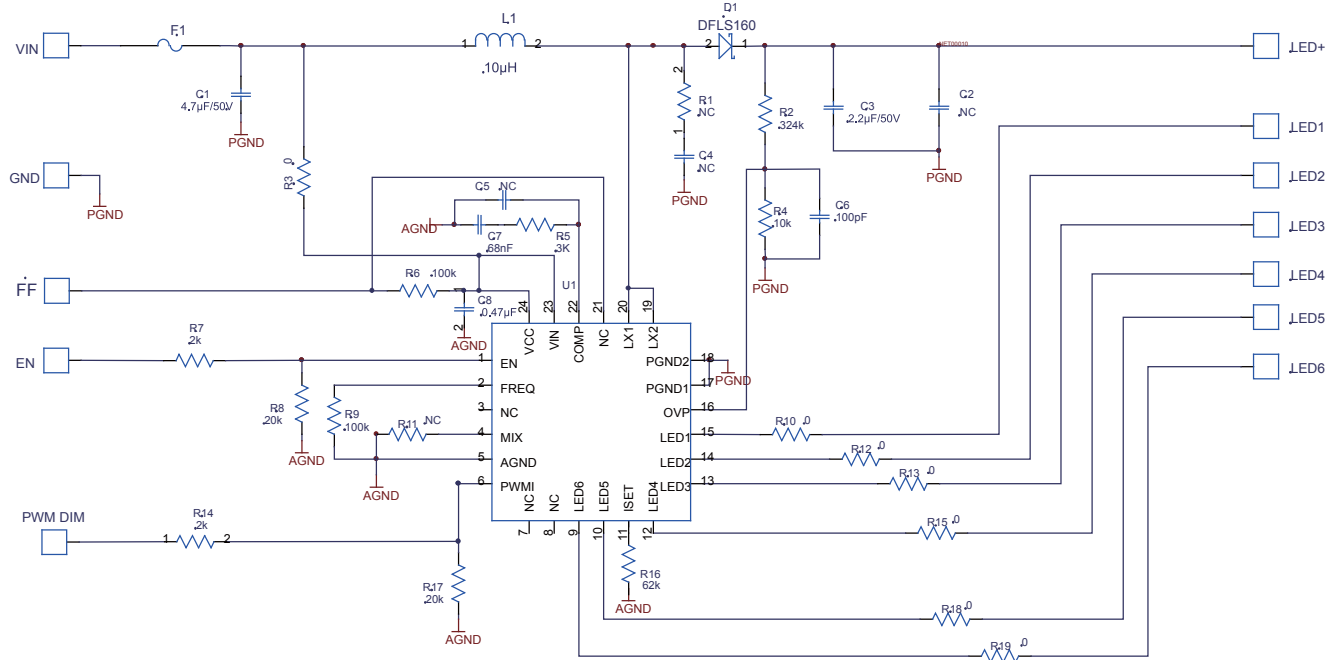 VIN
F1
L1
1
2
.10µH
D1
DFLS160
2
1
NET00010
.LED+
C1
4.7µF/50V
PGND
R3
.0
2
R1
NC
1
C4
NC
PGND
R2
.324k
C3
.2.2µF/50V
C2
NC
PGND
LED1
GND
PGND
LED2
AGND
C5
NC
C7
.68nF
R5
.3K
R4
.10k
C6
.100pF
PGND
.LED3
.LED4
FF
R6
.100k
1
C8
.0.47µF
2
AGND
U1
24
23
22
21
20
19
VCC
VIN
COMP
NC
LX1
LX2
.LED5
.LED6
EN
R7
.2k
R8
.20k
AGND
R9
.100k
R11
NC
AGND
1
EN
2
FREQ
3
NC
4
MIX
5
AGND
6
PWMI
PGND2
18
PGND
PGND1
17
OVP
16
LED1
15
LED2
14
LED3
13
R10
.0
R12
.0
R13
.0
NC
NC
LED6
LED5
ISET
LED4
7
8
9
10
11
12
PWM DIM
1
R14
.2k
2
R17
.20k
AGND
R16
62k
AGND
R15
.0
R18
.0
R19
.0